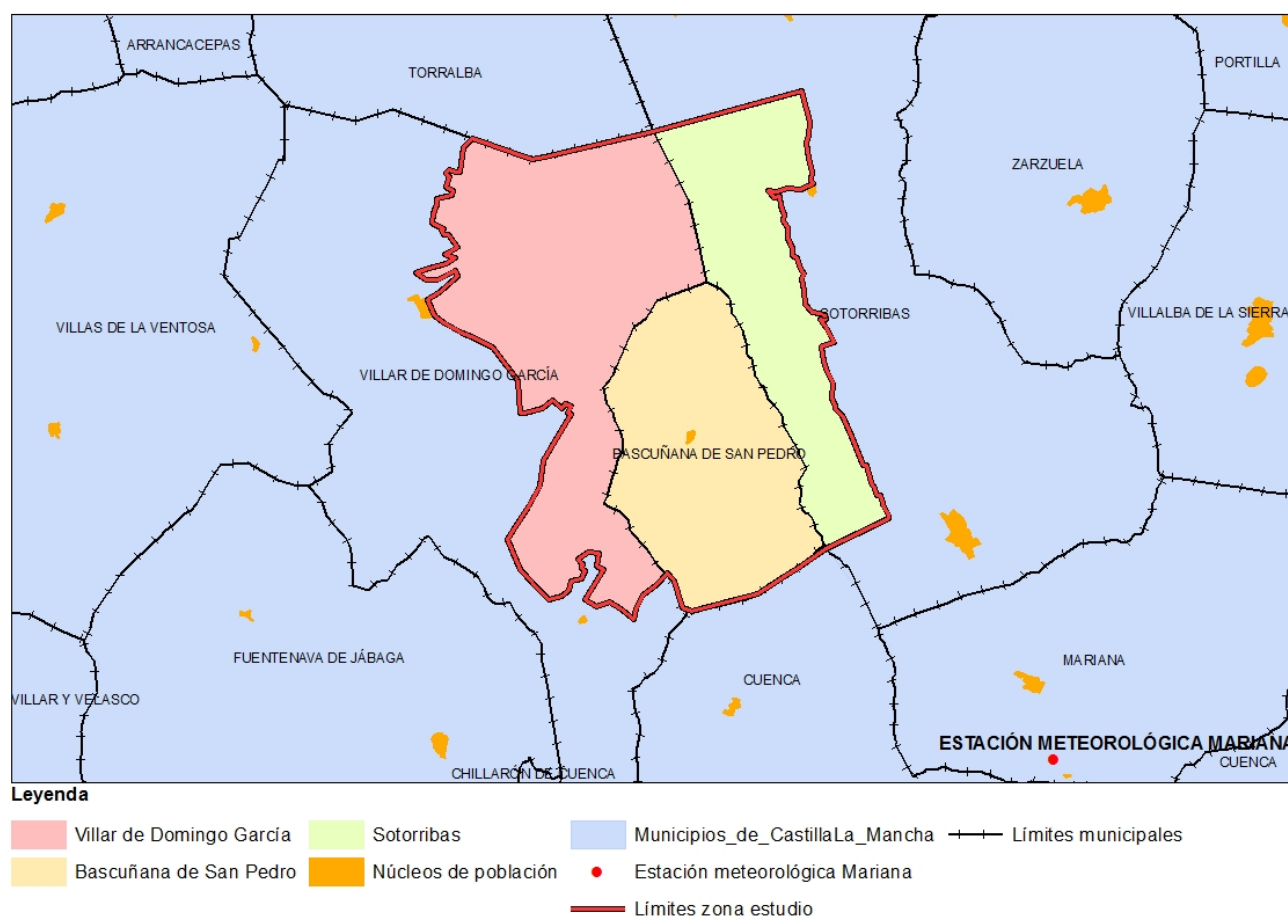 ARRANCACEPAS
TORRALBA
PORTILLA
ZARZUELA
VILLAS DE LA VENTOSA
SOTORRIBAS
VILLALBA DE LA SIERRA
VILLAR DE DOMINGO GARCÍA
BASCUÑANA DE SAN PEDRO
FUENTENAVA DE JÁBAGA
MARIANA
CUENCA
VILLAR Y VELASCO
ESTACIÓN METEOROLÓGICA MARIANA
CHILLARÓN DE CUENCA
CUENCA
Leyenda
Villar de Domingo García
Sotorribas
Municipios_de_CastillaLa_Mancha
Límites municipales
Bascuñana de San Pedro
Núcleos de población
Estación meteorológica Mariana
Límites zona estudio